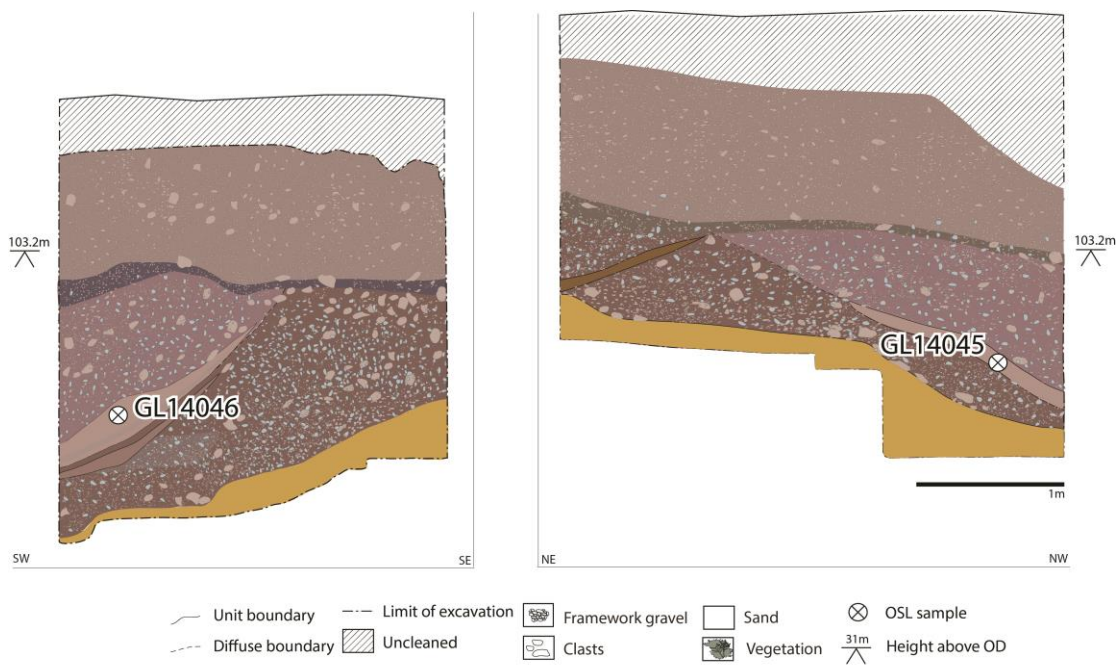 103.2m
103.2m
GL14045
GL14046
1m
SW
SE
NE
NW
Unit boundary
Limit of excavation
Framework gravel
Sand
OSL sample
Diffuse boundary
Uncleaned
Clasts
Vegetation
31m
Height above OD